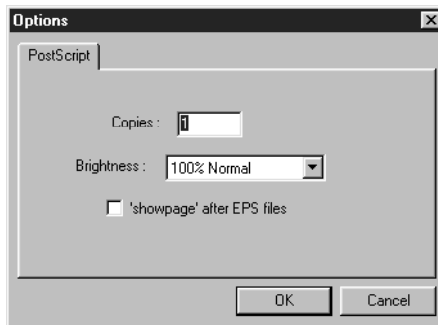 Options
PostScript
Copies : 1
Brightness : 100% Normal
'showpage' after EPS files
OK Cancel